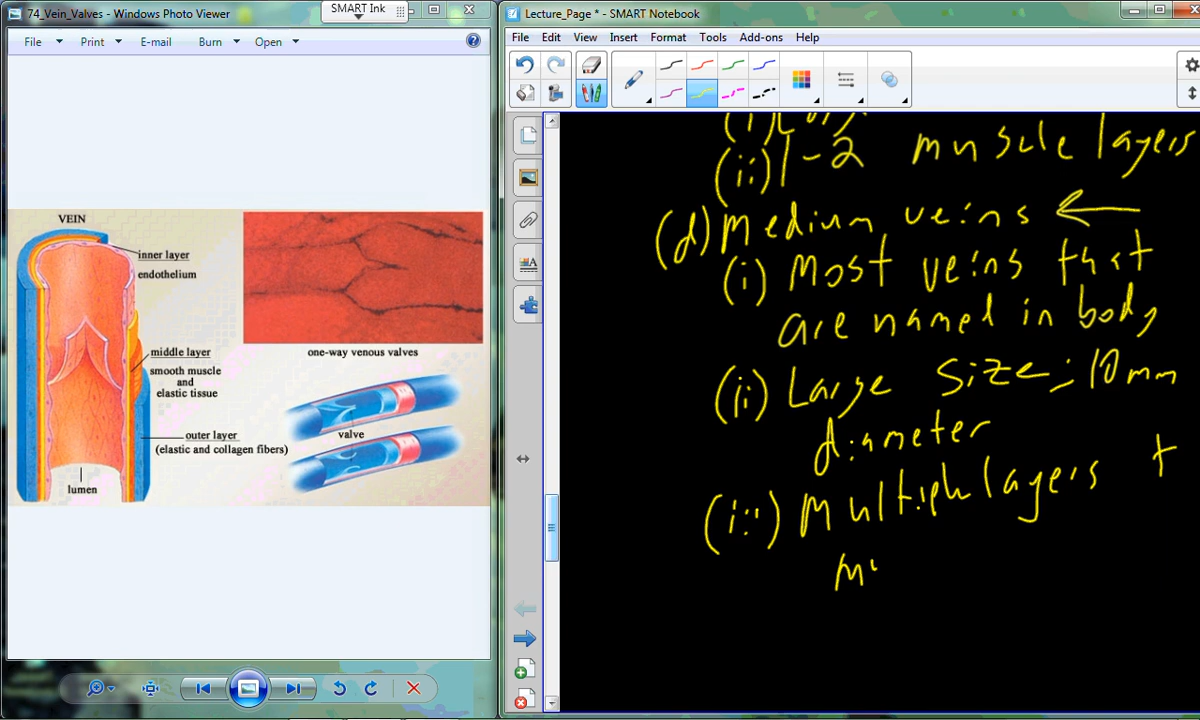 74_Vein_Valves - Windows Photo Viewer
SMART Ink
File Print E-mail Burn Open
VEIN
inner layer
endothelium
middle layer
smooth muscle
and
elastic tissue
outer layer
(elastic and collagen fibers)
lumen
one-way venous valves
valve
Lecture_Page * - SMART Notebook
File Edit View Insert Format Tools Add-ons Help
(i)
(ii) 1-2 muscle layers
(d) Medium veins ←
(i) Most veins that
are named in body
(ii) Large size = 10mm
diameter
(iii) Multiple layers